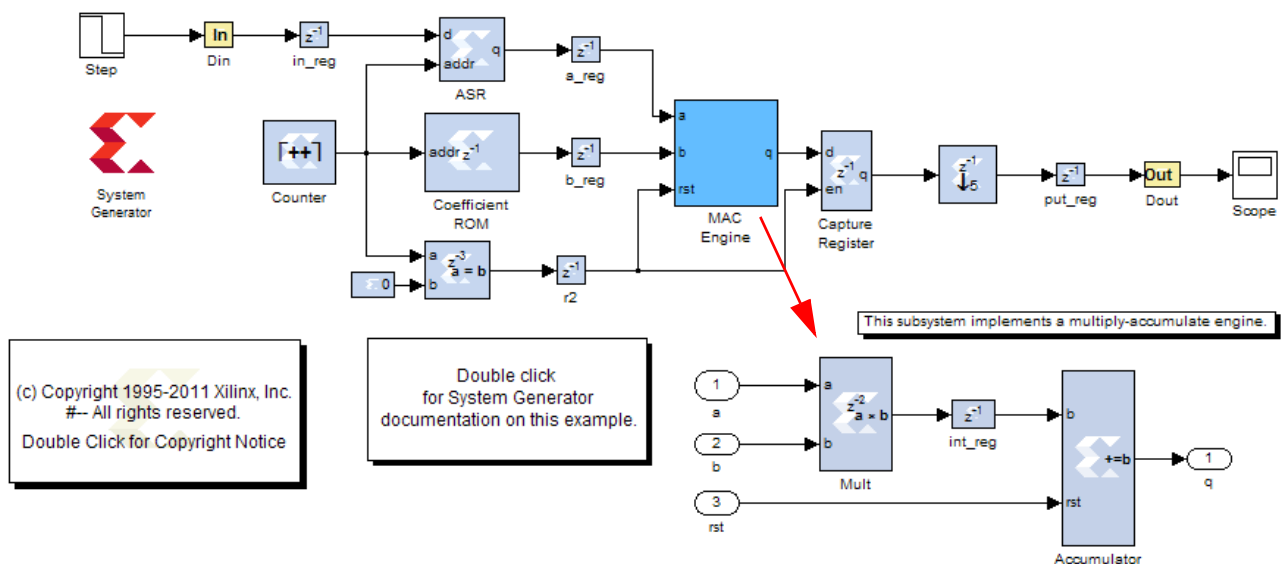 Step
In
Din
z⁻¹
in_reg
d
addr
q
ASR
z⁻¹
a_reg
System
Generator
++
Counter
addr
z⁻¹
Coefficient
ROM
z⁻¹
b_reg
a
b
rst
q
MAC
Engine
d
en
z⁻¹
q
Capture
Register
z⁻¹
↓5
z⁻¹
put_reg
Out
Dout
Scope
0
a
b
z⁻³
a = b
z⁻¹
r2
This subsystem implements a multiply-accumulate engine.
(c) Copyright 1995-2011 Xilinx, Inc.
#-- All rights reserved.
Double Click for Copyright Notice
Double click
for System Generator
documentation on this example.
1
a
2
b
3
rst
a
b
z⁻²
a × b
Mult
z⁻¹
int_reg
b
rst
+=b
Accumulator
1
q